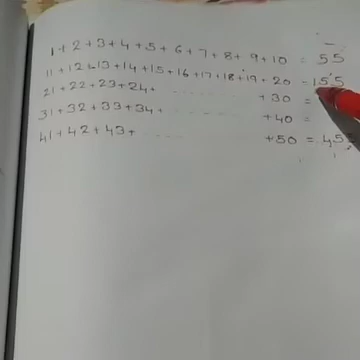 1 + 2 + 3 + 4 + 5 + 6 + 7 + 8 + 9 + 10 = 55
11 + 12 + 13 + 14 + 15 + 16 + 17 + 18 + 19 + 20 = 155
21 + 22 + 23 + 24 + ...... + 30 =
31 + 32 + 33 + 34 + ...... + 40 =
41 + 42 + 43 + ...... + 50 = 455